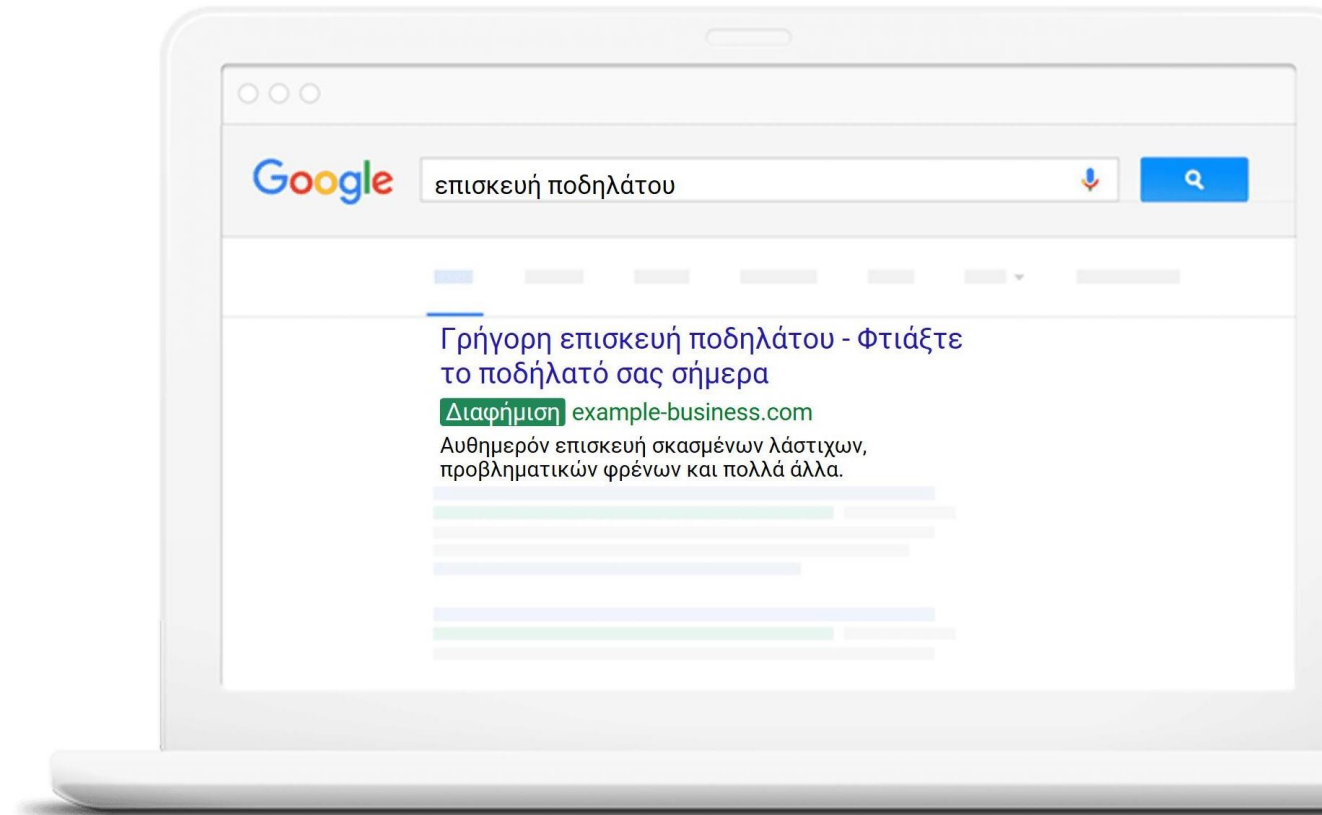 Google
επισκευή ποδηλάτου
Γρήγορη επισκευή ποδηλάτου - Φτιάξτε
το ποδήλατό σας σήμερα
Διαφήμιση example-business.com
Αυθημερόν επισκευή σκασμένων λάστιχων,
προβληματικών φρένων και πολλά άλλα.